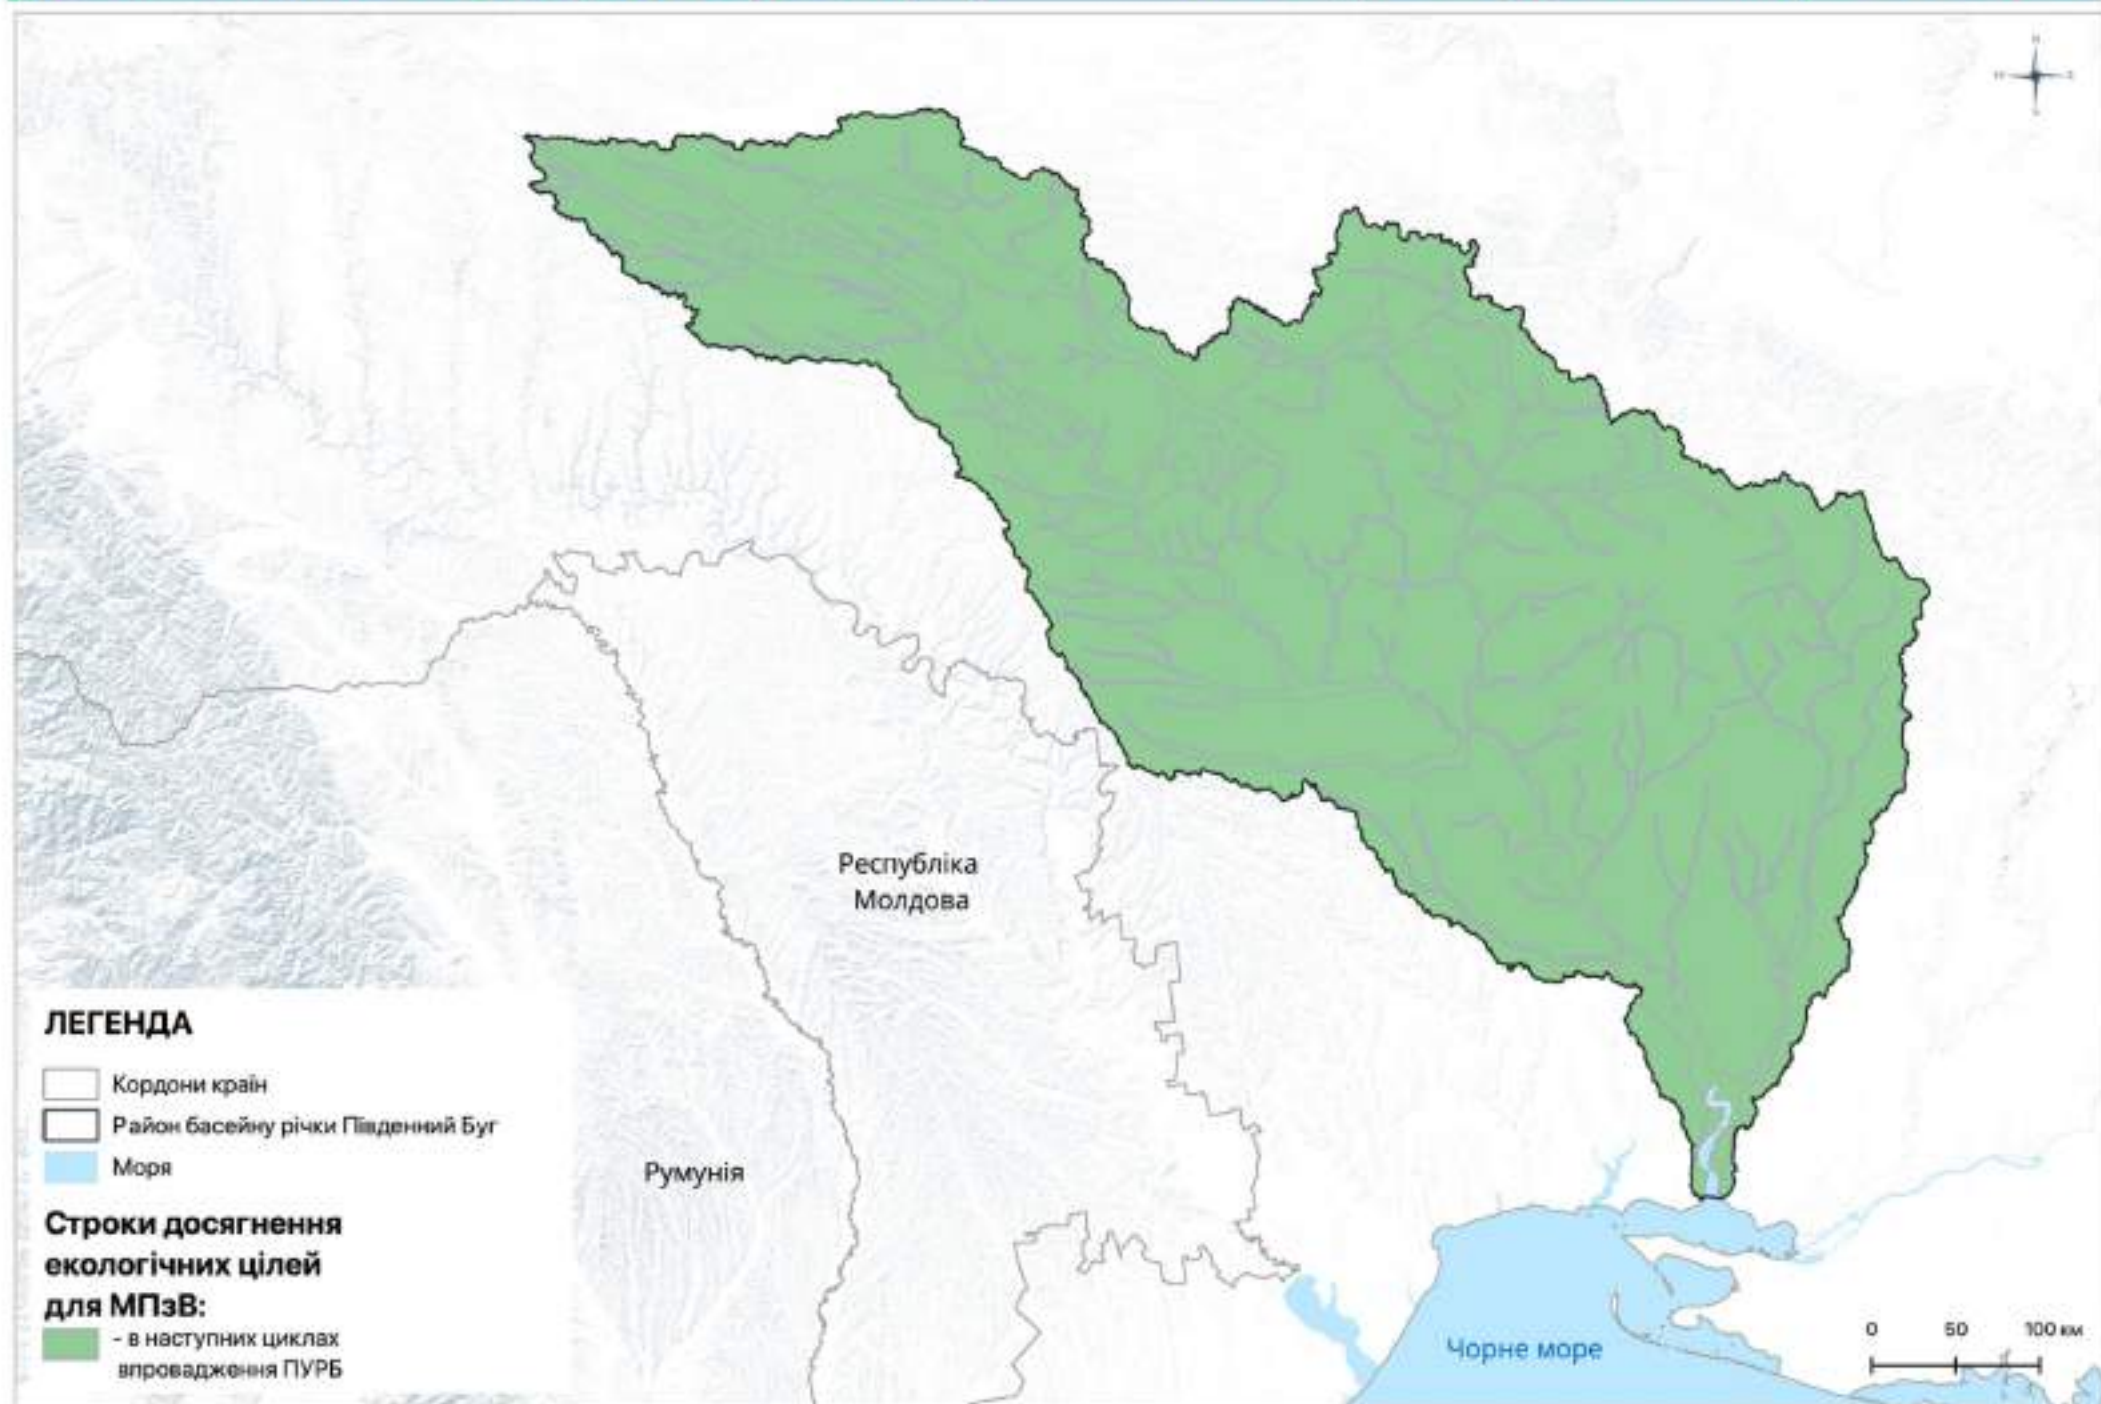 Республіка
Молдова
Румунія
Чорне море
0 50 100 км
ЛЕГЕНДА
Кордони країн
Район басейну річки Південний Буг
Моря
Строки досягнення
екологічних цілей
для МПзВ:
- в наступних циклах
впровадження ПУРБ